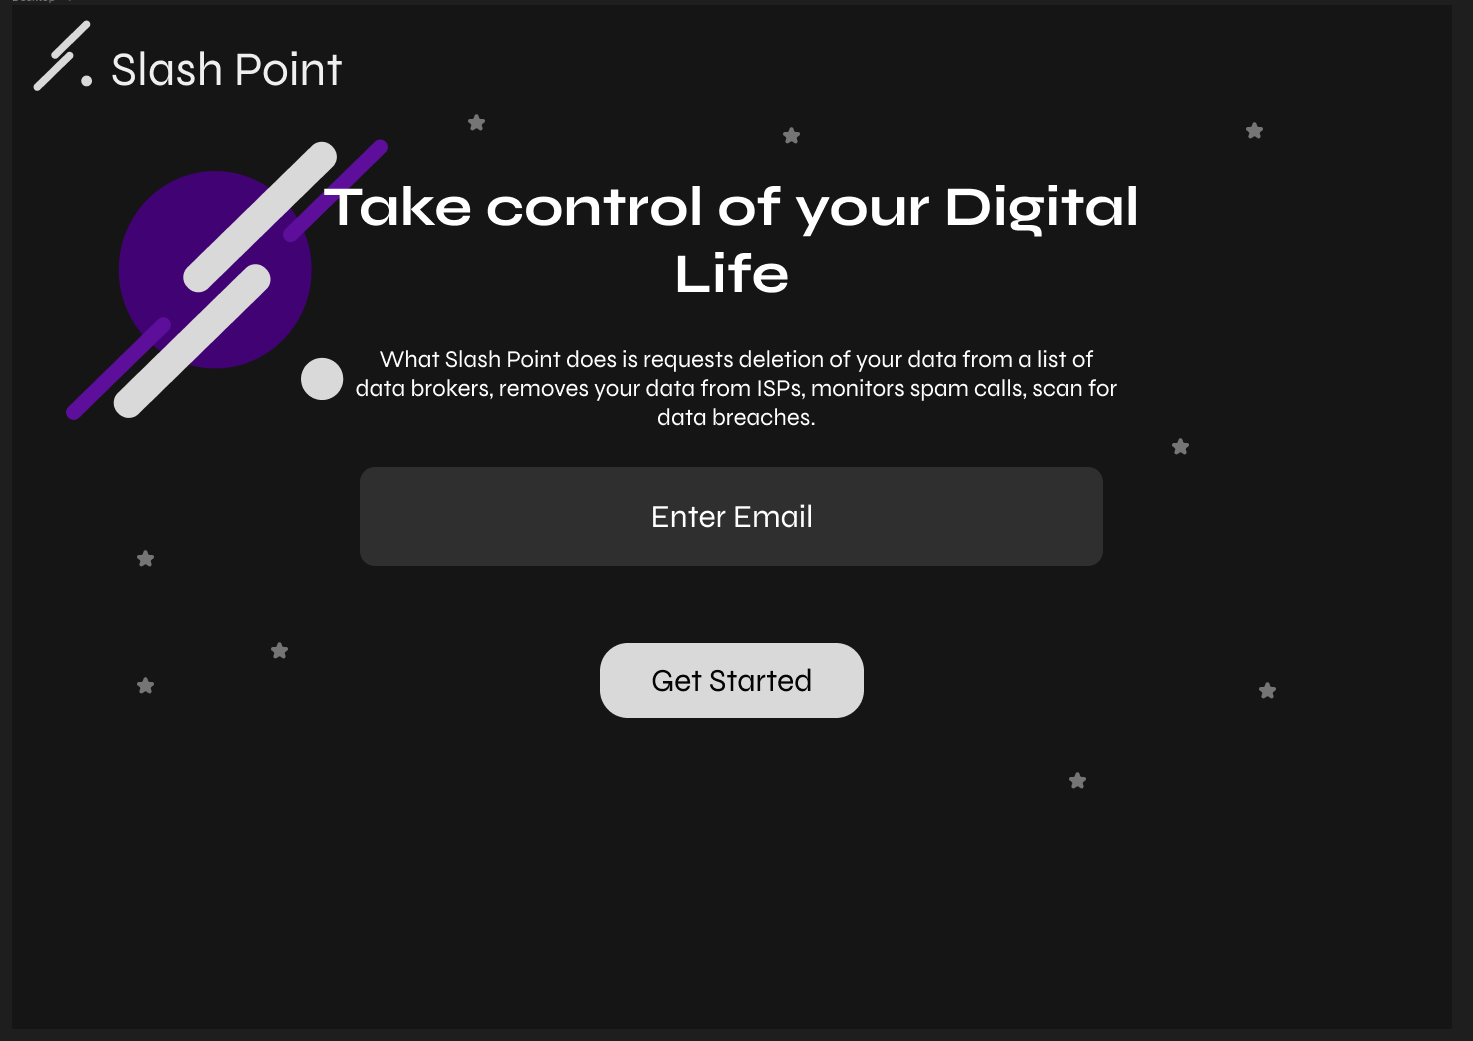 Slash Point
Take control of your Digital
Life
What Slash Point does is requests deletion of your data from a list of
data brokers, removes your data from ISPs, monitors spam calls, scan for
data breaches.
Enter Email
Get Started